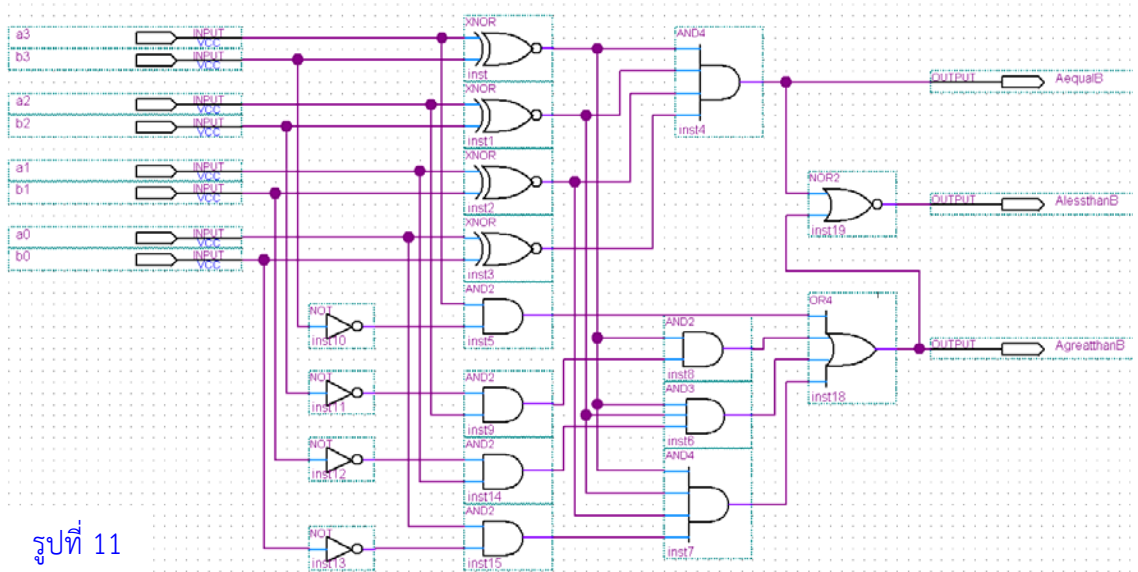 a3
INPUT
VCC
b3
INPUT
VCC
a2
INPUT
VCC
b2
INPUT
VCC
a1
INPUT
VCC
b1
INPUT
VCC
a0
INPUT
VCC
b0
INPUT
VCC
XNOR
inst
XNOR
inst1
XNOR
inst2
XNOR
inst3
AND4
inst4
OUTPUT
AequalB
NOR2
inst19
OUTPUT
AlessthanB
NOT
inst10
AND2
inst5
NOT
inst11
AND2
inst9
NOT
inst12
AND2
inst14
NOT
inst13
AND2
inst15
AND2
inst8
AND3
inst6
AND4
inst7
OR4
inst18
OUTPUT
AgreatthanB
รูปที่ 11